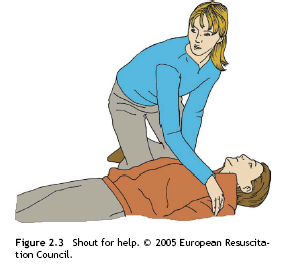 Figure 2.3 Shout for help. © 2005 European Resuscita-
tion Council.